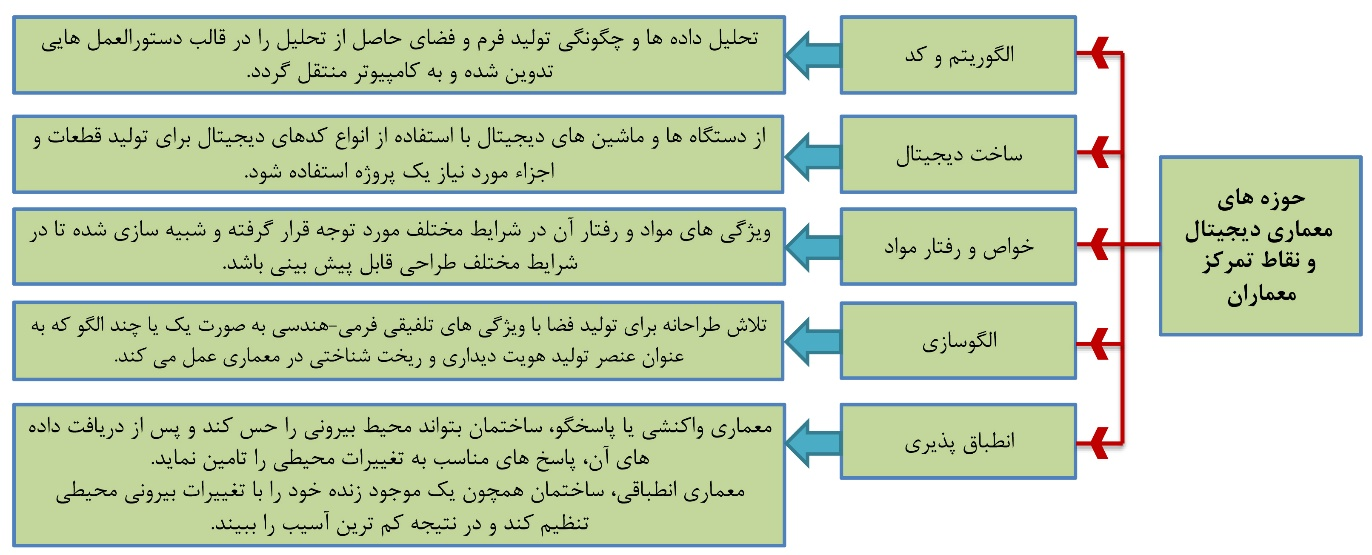 حوزه های
معماری دیجیتال
و نقاط تمرکز
معماران
الگوریتم و کد
تحلیل داده ها و چگونگی تولید فرم و فضای حاصل از تحلیل را در قالب دستورالعمل هایی
تدوین شده و به کامپیوتر منتقل گردد.
ساخت دیجیتال
از دستگاه ها و ماشین های دیجیتال با استفاده از انواع کدهای دیجیتال برای تولید قطعات و
اجزاء مورد نیاز یک پروژه استفاده شود.
خواص و رفتار مواد
ویژگی های مواد و رفتار آن در شرایط مختلف مورد توجه قرار گرفته و شبیه سازی شده تا در
شرایط مختلف طراحی قابل پیش بینی باشد.
الگوسازی
تلاش طراحانه برای تولید فضا با ویژگی های تلفیقی فرمی-هندسی به صورت یک یا چند الگو که به
عنوان عنصر تولید هویت دیداری و ریخت شناختی در معماری عمل می کند.
انطباق پذیری
معماری واکنشی یا پاسخگو، ساختمان بتواند محیط بیرونی را حس کند و پس از دریافت داده
های آن، پاسخ های مناسب به تغییرات محیطی را تامین نماید.
معماری انطباقی، ساختمان همچون یک موجود زنده خود را با تغییرات بیرونی محیطی
تنظیم کند و در نتیجه کم ترین آسیب را ببیند.